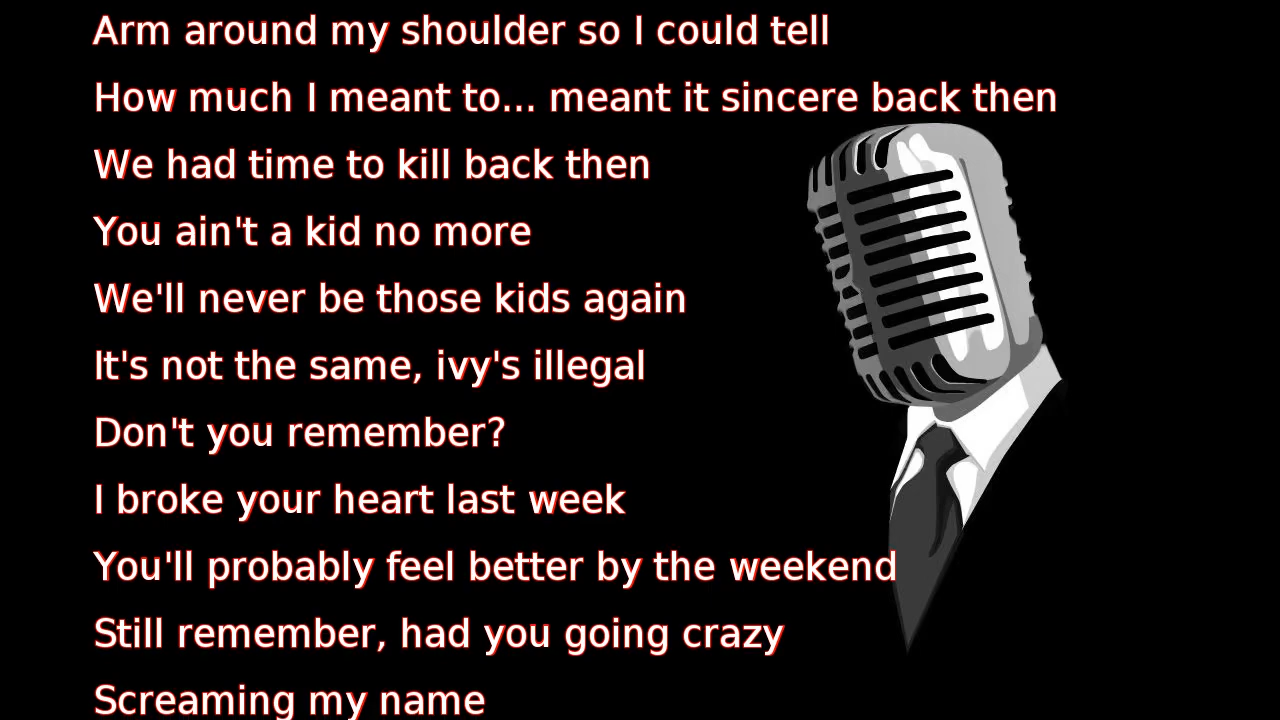 Arm around my shoulder so I could tell
How much I meant to... meant it sincere back then
We had time to kill back then
You ain't a kid no more
We'll never be those kids again
It's not the same, ivy's illegal
Don't you remember?
I broke your heart last week
You'll probably feel better by the weekend
Still remember, had you going crazy
Screaming my name